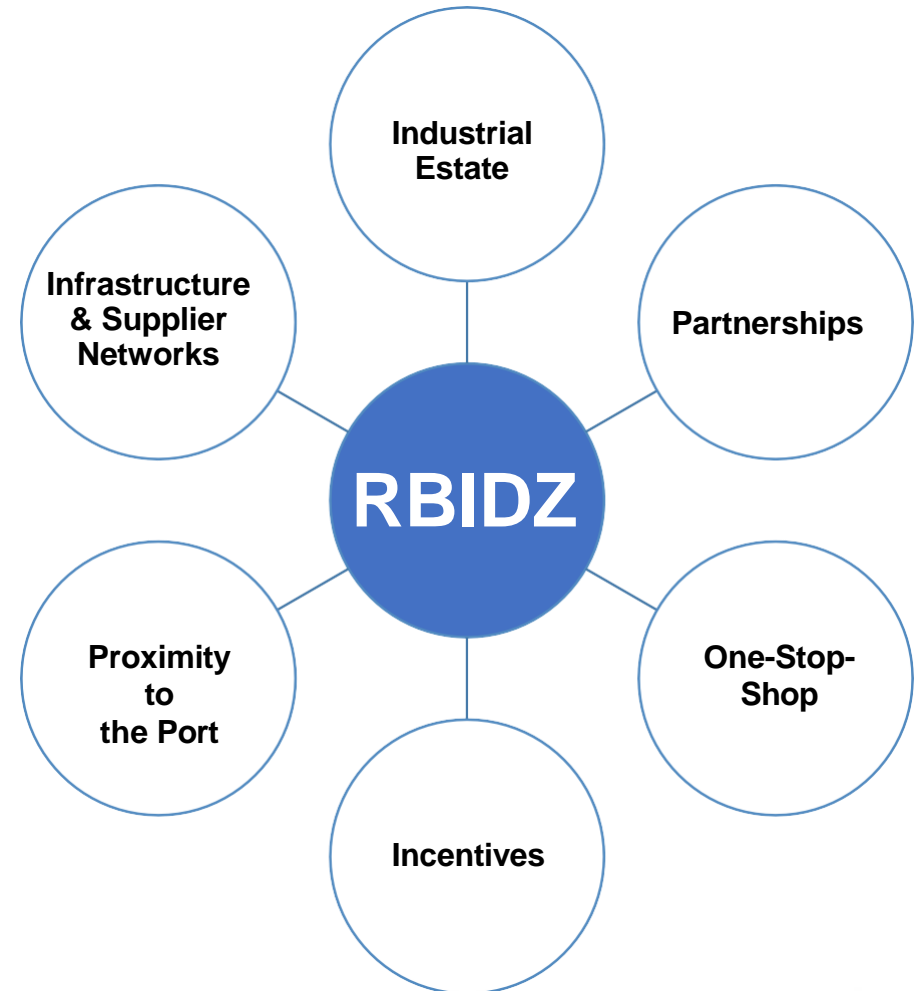 Industrial
Estate
Infrastructure
& Supplier
Networks
Partnerships
RBIDZ
Proximity
to
the Port
One-Stop-
Shop
Incentives